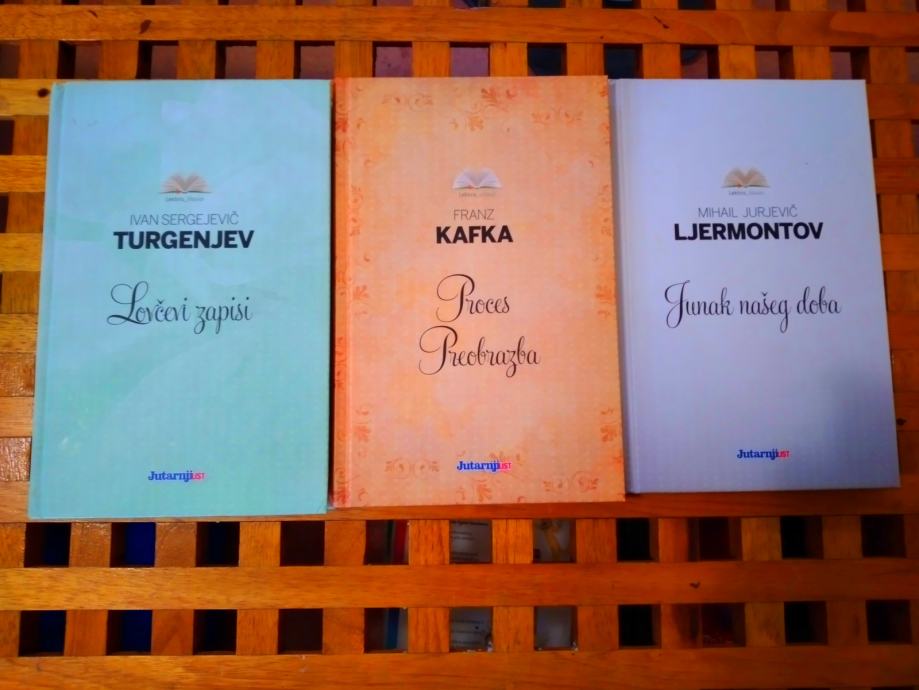 IVAN SERGEJEVIČ
TURGENJEV
Lovčevi zapisi
Jutarnji LIST
FRANZ
KAFKA
Proces
Preobrazba
Jutarnji LIST
MIHAIL JURJEVIČ
LJERMONTOV
Junak našeg doba
Jutarnji LIST